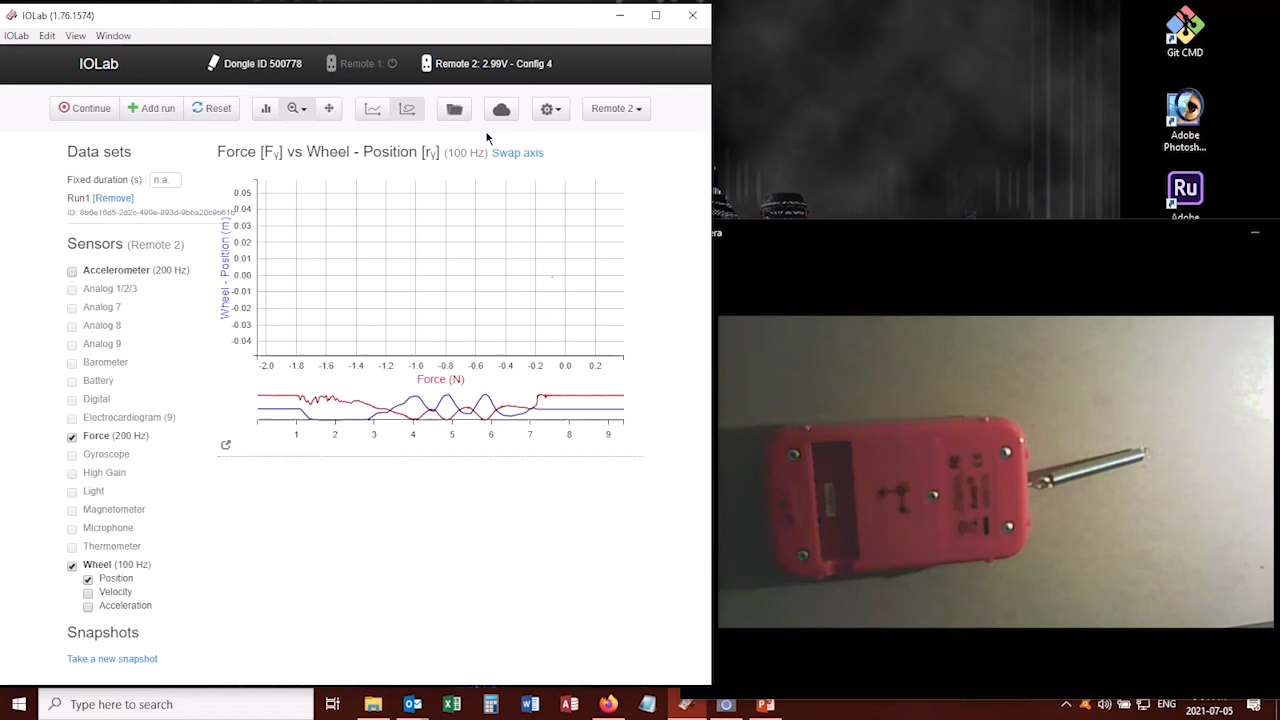 IOLab (1.76.1574)
IOLab Edit View Window
IOLab Dongle ID 500778 Remote 1: Remote 2: 2.99V - Config 4
Continue Add run Reset Remote 2
Data sets
Fixed duration (s) : n.a.
Run1 [Remove]
ID: 8b6e16d5-2d2c-490e-893d-9bba20c9b61b
Sensors (Remote 2)
Accelerometer (200 Hz)
Analog 1/2/3
Analog 7
Analog 8
Analog 9
Barometer
Battery
Digital
Electrocardiogram (9)
Force (200 Hz)
Gyroscope
High Gain
Light
Magnetometer
Microphone
Thermometer
Wheel (100 Hz)
Position
Velocity
Acceleration
Snapshots
Take a new snapshot
Force [Fy] vs Wheel - Position [ry] (100 Hz) Swap axis
Wheel - Position (m)
0.05
0.04
0.03
0.02
0.01
0.00
-0.01
-0.02
-0.03
-0.04
-2.0 -1.8 -1.6 -1.4 -1.2 -1.0 -0.8 -0.6 -0.4 -0.2 0.0 0.2
Force (N)
1 2 3 4 5 6 7 8 9
Git CMD
Adobe
Photosh...
Ru
Adobe
era
Type here to search
ENG
2021-07-05